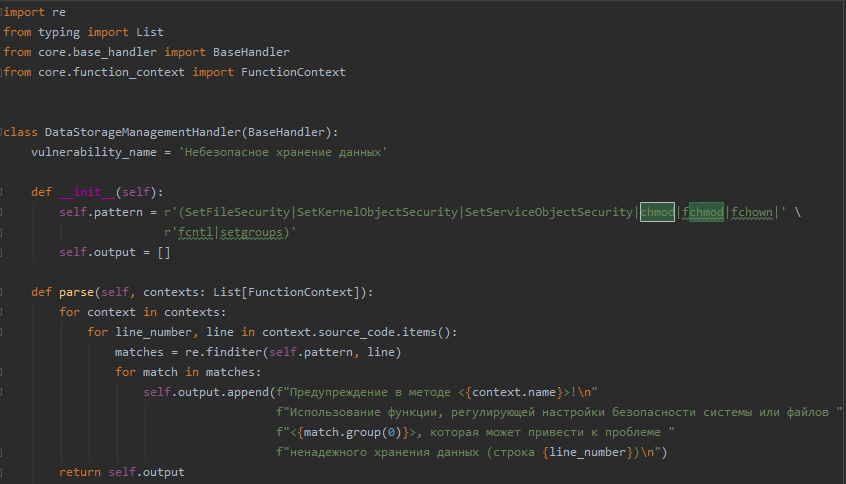 import re
from typing import List
from core.base_handler import BaseHandler
from core.function_context import FunctionContext
class DataStorageManagementHandler(BaseHandler):
    vulnerability_name = 'Небезопасное хранение данных'
    def __init__(self):
        self.pattern = r'(SetFileSecurity|SetKernelObjectSecurity|SetServiceObjectSecurity|chmod|fchmod|fchown|' \
                       r'fcntl|setgroups)'
        self.output = []
    def parse(self, contexts: List[FunctionContext]):
        for context in contexts:
            for line_number, line in context.source_code.items():
                matches = re.finditer(self.pattern, line)
                for match in matches:
                    self.output.append(f"Предупреждение в методе <{context.name}>!\n"
                                       f"Использование функции, регулирующей настройки безопасности системы или файлов "
                                       f"<{match.group(0)}>, которая может привести к проблеме "
                                       f"ненадежного хранения данных (строка {line_number})\n")
        return self.output